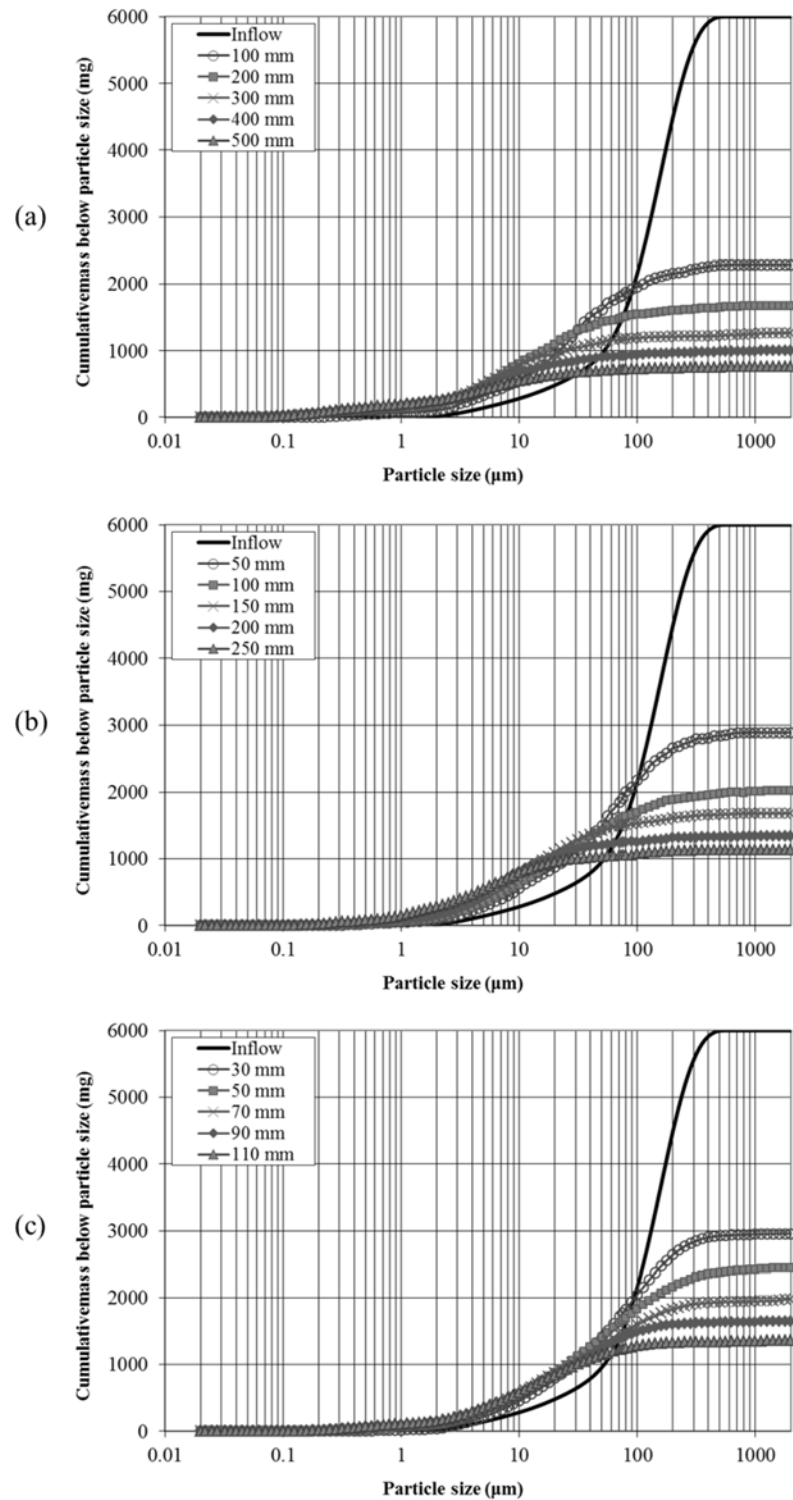 (a)
Cumulativemass below particle size (mg)
6000
5000
4000
3000
2000
1000
0
Inflow
100 mm
200 mm
300 mm
400 mm
500 mm
0.01 0.1 1 10 100 1000
Particle size (µm)
(b)
Cumulativemass below particle size (mg)
6000
5000
4000
3000
2000
1000
0
Inflow
50 mm
100 mm
150 mm
200 mm
250 mm
0.01 0.1 1 10 100 1000
Particle size (µm)
(c)
Cumulativemass below particle size (mg)
6000
5000
4000
3000
2000
1000
0
Inflow
30 mm
50 mm
70 mm
90 mm
110 mm
0.01 0.1 1 10 100 1000
Particle size (µm)